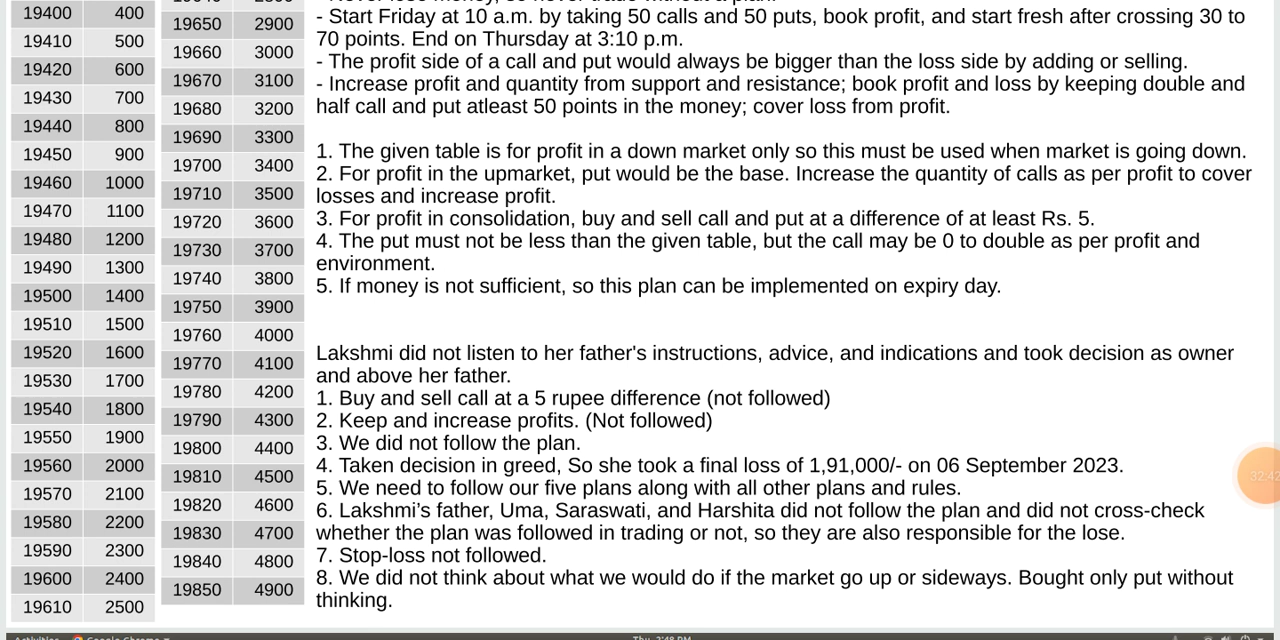 19400 400
19410 500
19420 600
19430 700
19440 800
19450 900
19460 1000
19470 1100
19480 1200
19490 1300
19500 1400
19510 1500
19520 1600
19530 1700
19540 1800
19550 1900
19560 2000
19570 2100
19580 2200
19590 2300
19600 2400
19610 2500
19650 2900
19660 3000
19670 3100
19680 3200
19690 3300
19700 3400
19710 3500
19720 3600
19730 3700
19740 3800
19750 3900
19760 4000
19770 4100
19780 4200
19790 4300
19800 4400
19810 4500
19820 4600
19830 4700
19840 4800
19850 4900
- Start Friday at 10 a.m. by taking 50 calls and 50 puts, book profit, and start fresh after crossing 30 to
70 points. End on Thursday at 3:10 p.m.
- The profit side of a call and put would always be bigger than the loss side by adding or selling.
- Increase profit and quantity from support and resistance; book profit and loss by keeping double and
half call and put atleast 50 points in the money; cover loss from profit.
1. The given table is for profit in a down market only so this must be used when market is going down.
2. For profit in the upmarket, put would be the base. Increase the quantity of calls as per profit to cover
losses and increase profit.
3. For profit in consolidation, buy and sell call and put at a difference of at least Rs. 5.
4. The put must not be less than the given table, but the call may be 0 to double as per profit and
environment.
5. If money is not sufficient, so this plan can be implemented on expiry day.
Lakshmi did not listen to her father's instructions, advice, and indications and took decision as owner
and above her father.
1. Buy and sell call at a 5 rupee difference (not followed)
2. Keep and increase profits. (Not followed)
3. We did not follow the plan.
4. Taken decision in greed, So she took a final loss of 1,91,000/- on 06 September 2023.
5. We need to follow our five plans along with all other plans and rules.
6. Lakshmi’s father, Uma, Saraswati, and Harshita did not follow the plan and did not cross-check
whether the plan was followed in trading or not, so they are also responsible for the lose.
7. Stop-loss not followed.
8. We did not think about what we would do if the market go up or sideways. Bought only put without
thinking.
32:42